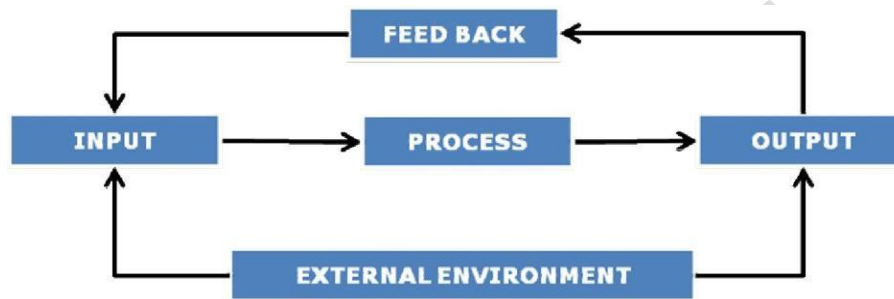 FEED BACK
INPUT
PROCESS
OUTPUT
EXTERNAL ENVIRONMENT